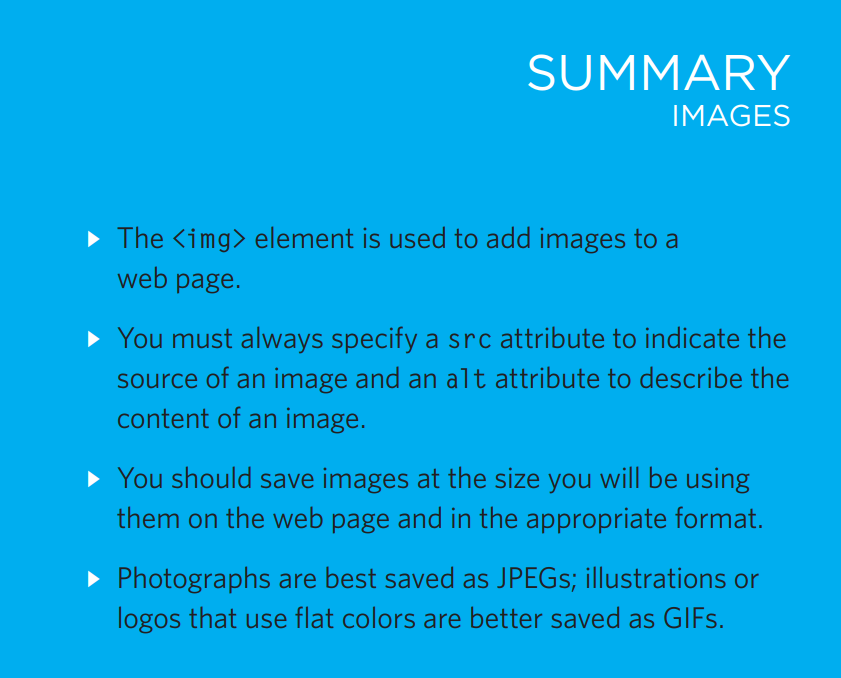 SUMMARY
IMAGES
The <img> element is used to add images to a
web page.
You must always specify a src attribute to indicate the
source of an image and an alt attribute to describe the
content of an image.
You should save images at the size you will be using
them on the web page and in the appropriate format.
Photographs are best saved as JPEGs; illustrations or
logos that use flat colors are better saved as GIFs.